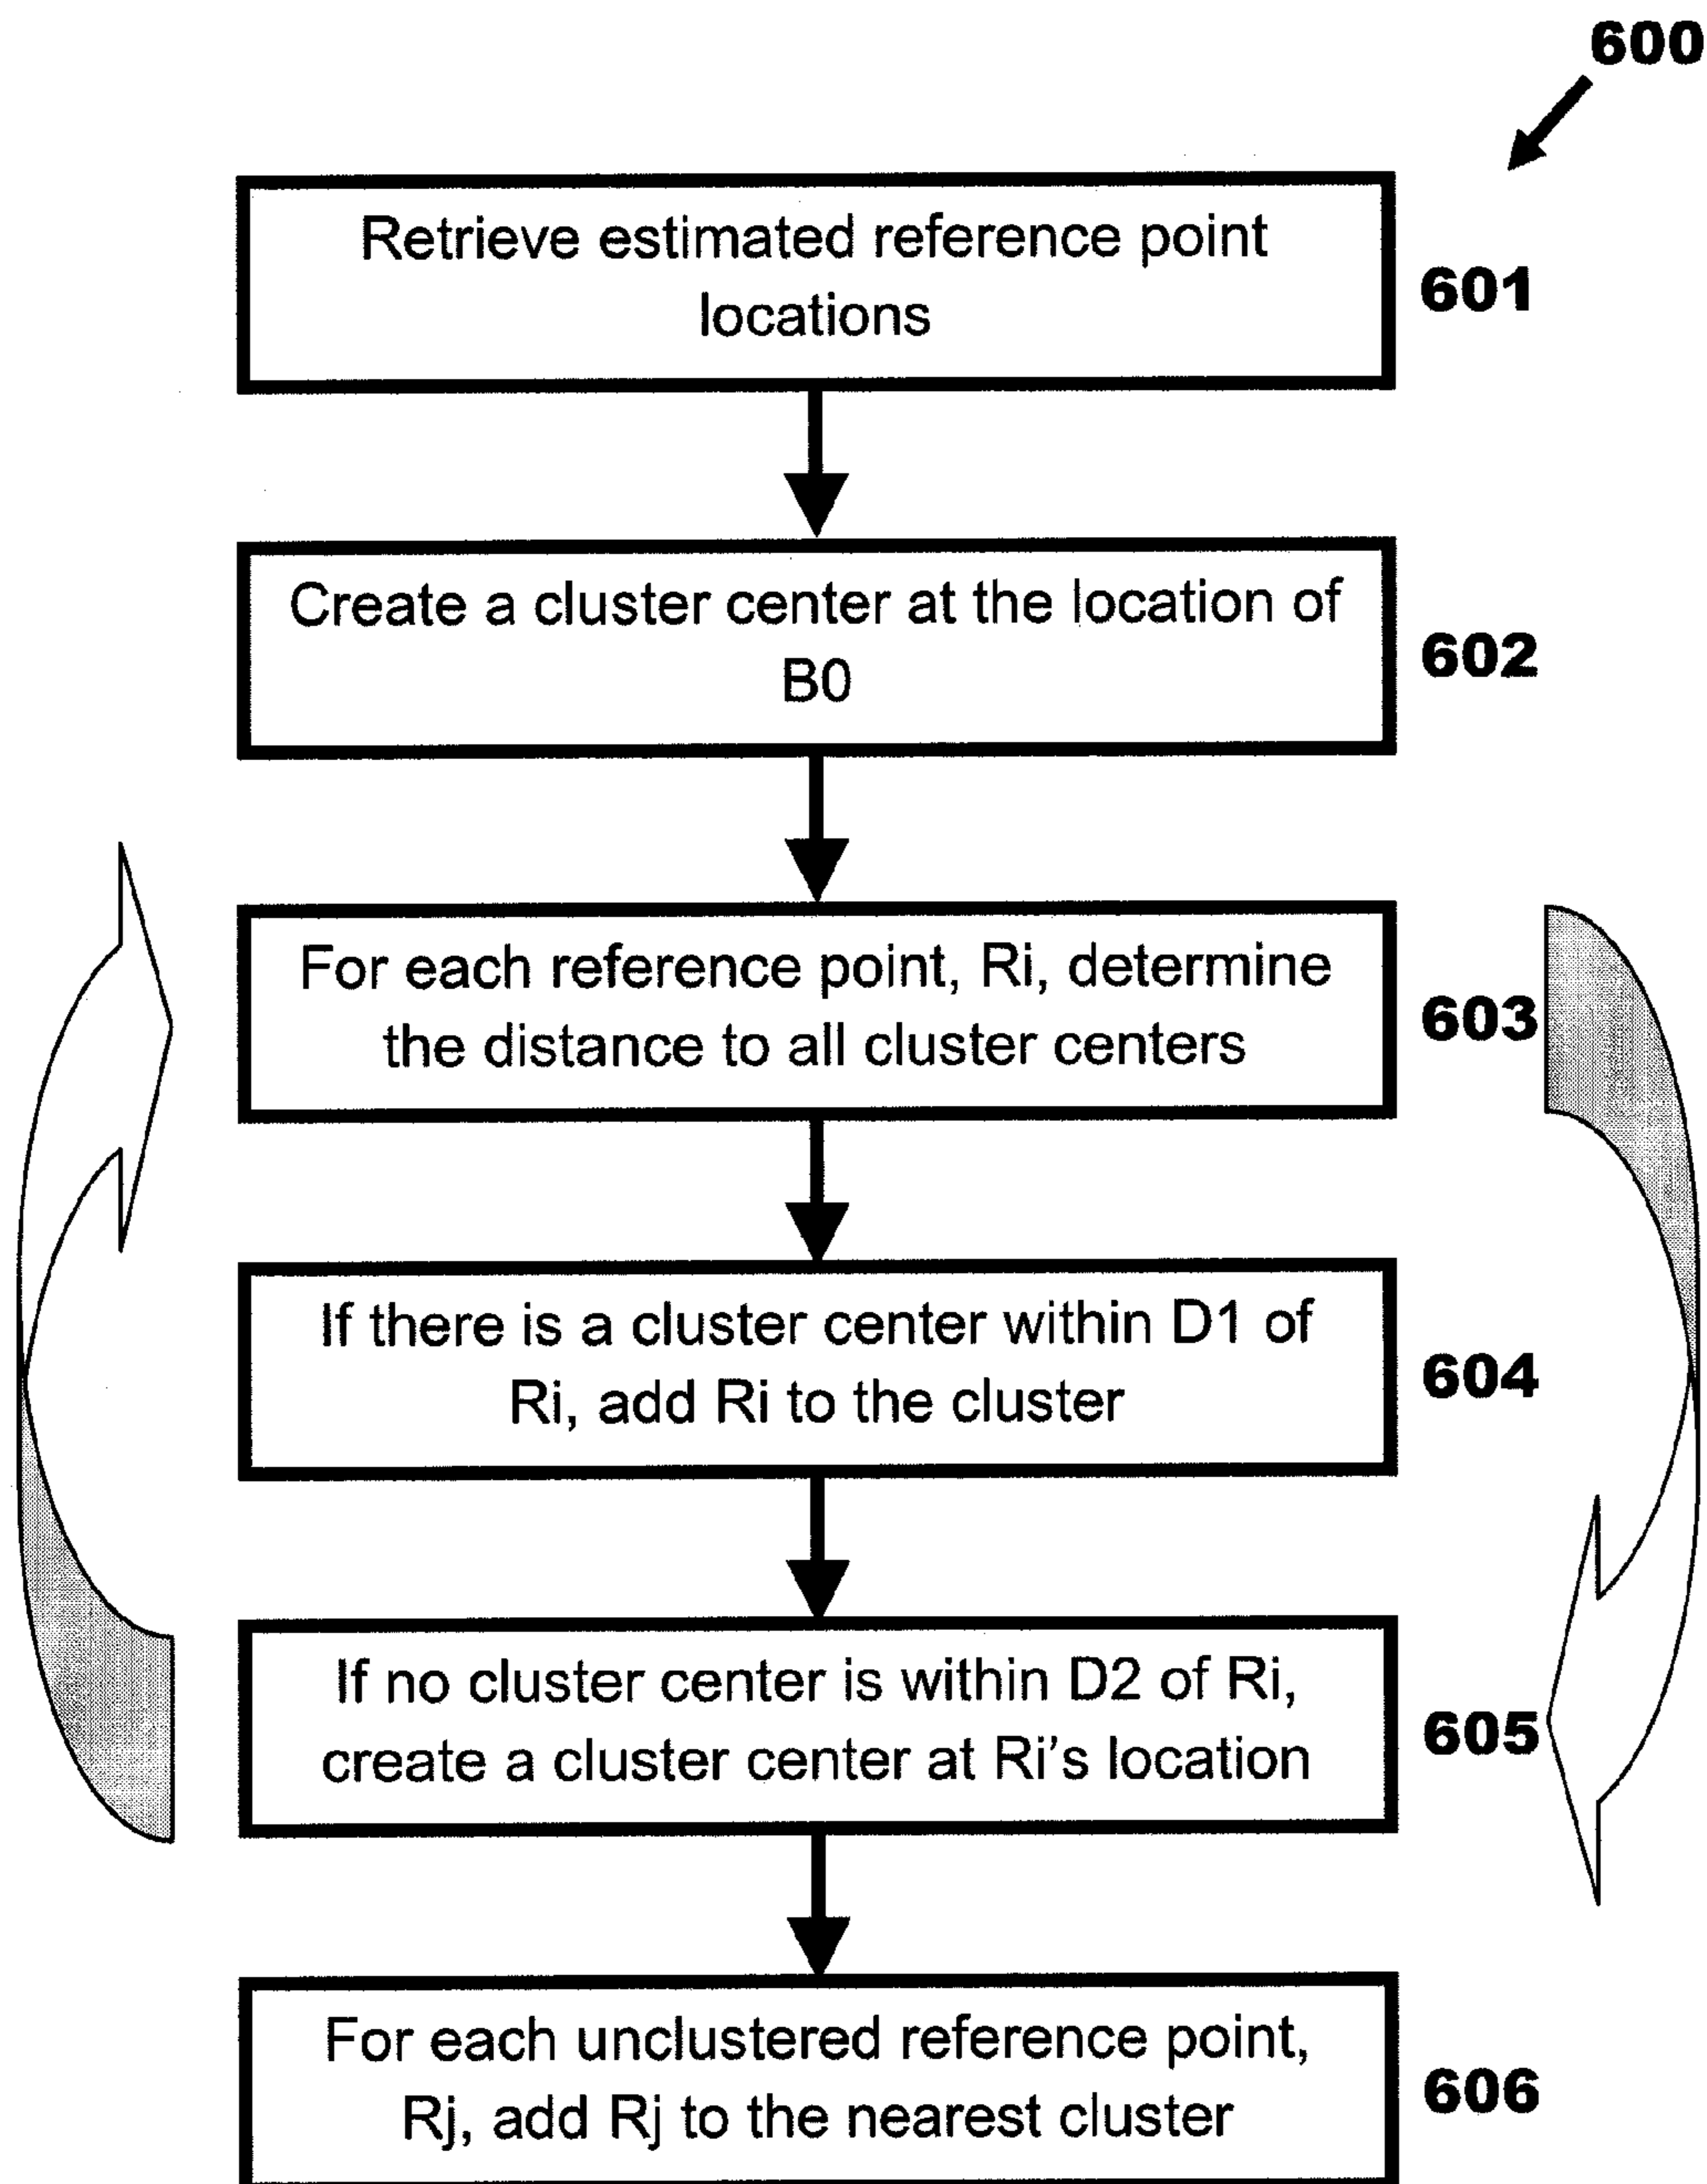 600
Retrieve estimated reference point
locations
601
Create a cluster center at the location of
B0
602
For each reference point, Ri, determine
the distance to all cluster centers
603
If there is a cluster center within D1 of
Ri, add Ri to the cluster
604
If no cluster center is within D2 of Ri,
create a cluster center at Ri's location
605
For each unclustered reference point,
Rj, add Rj to the nearest cluster
606